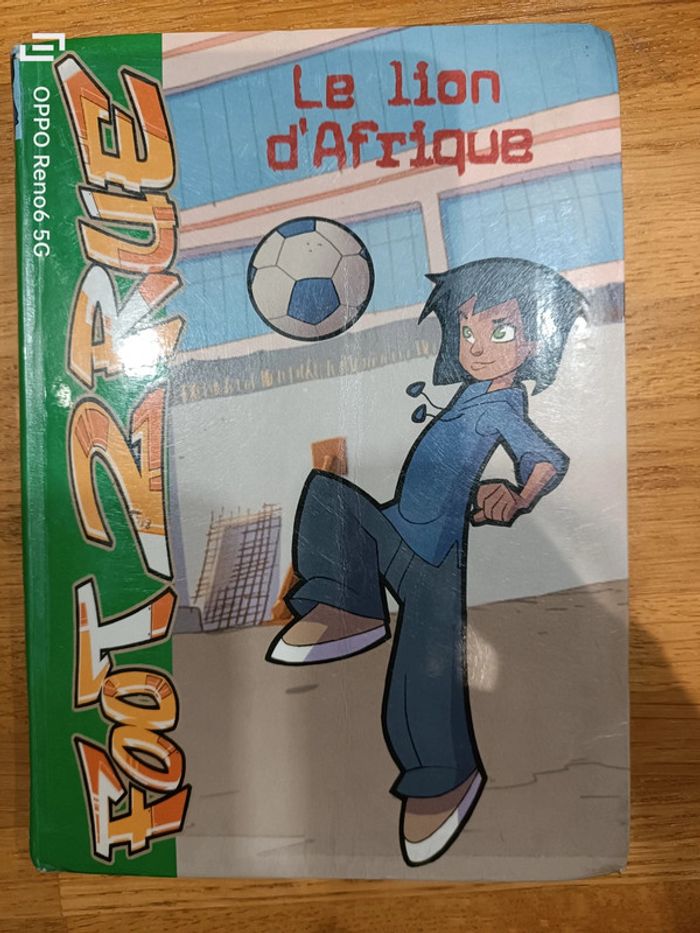 Le lion
d'Afrique
FOOT 2 RUE
OPPO Reno6 5G